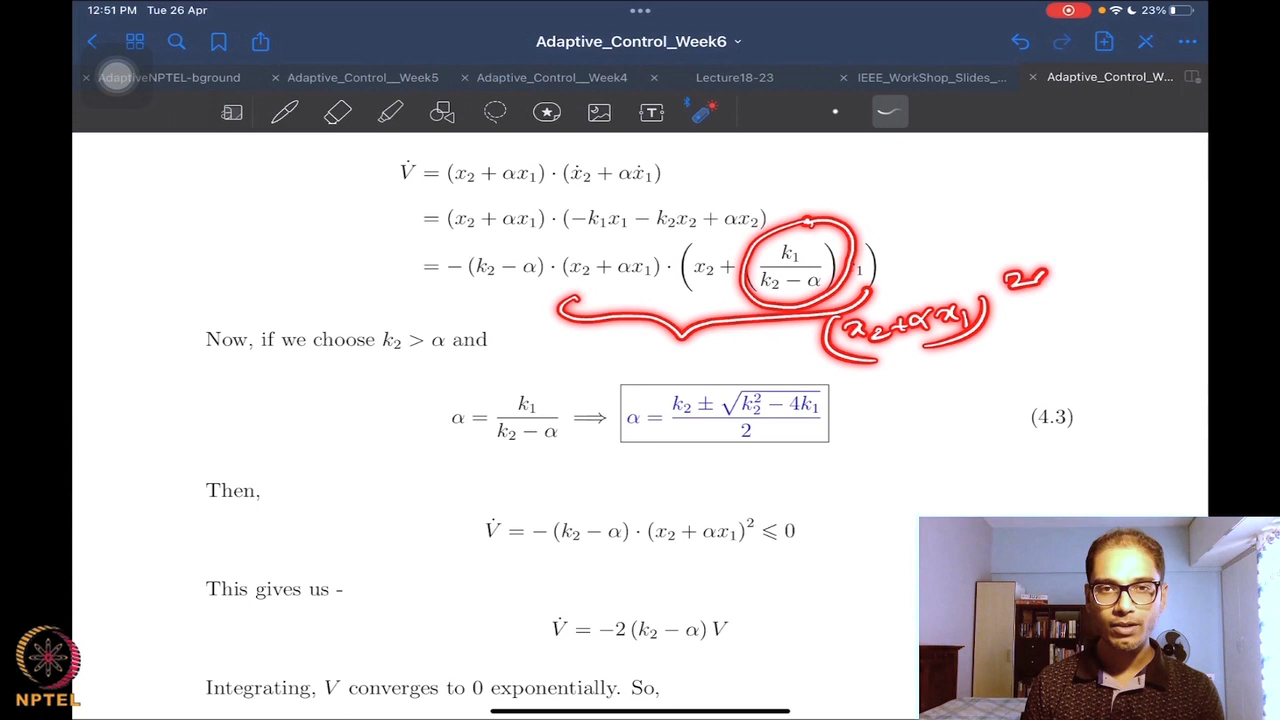 12:51 PM Tue 26 Apr
23%
Adaptive_Control_Week6
AdaptiveNPTEL-bground
Adaptive_Control__Week5
Adaptive_Control__Week4
Lecture18-23
IEEE_WorkShop_Slides_...
Adaptive_Control_W...
V̇ = (x₂ + αx₁) · (ẋ₂ + αẋ₁)
= (x₂ + αx₁) · (−k₁x₁ − k₂x₂ + αx₂)
= − (k₂ − α) · (x₂ + αx₁) · (x₂ + (k₁/(k₂ − α)) ₁)
(x₂+αx₁)²
Now, if we choose k₂ > α and
α = k₁/(k₂ − α) ⟹ α = (k₂ ± √(k₂² − 4k₁))/2 (4.3)
Then,
V̇ = − (k₂ − α) · (x₂ + αx₁)² ⩽ 0
This gives us -
V̇ = −2 (k₂ − α) V
Integrating, V converges to 0 exponentially. So,
NPTEL